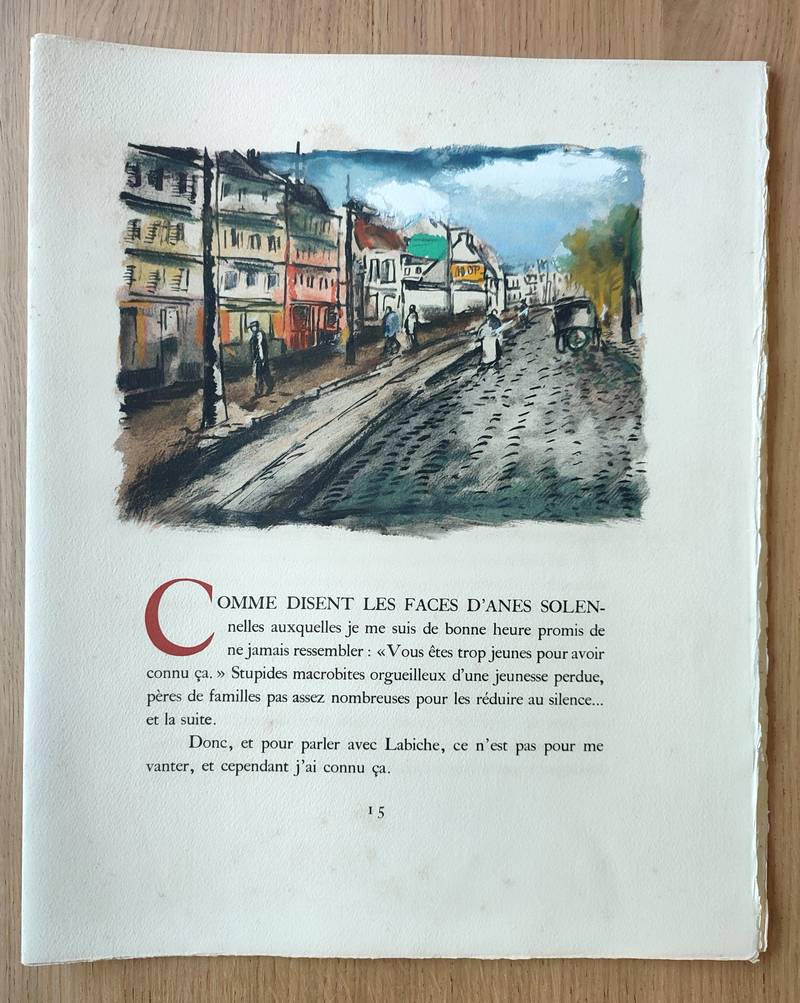 COMME DISENT LES FACES D'ANES SOLEN-
nelles auxquelles je me suis de bonne heure promis de
ne jamais ressembler : « Vous êtes trop jeunes pour avoir
connu ça. » Stupides macrobites orgueilleux d'une jeunesse perdue,
pères de familles pas assez nombreuses pour les réduire au silence...
et la suite.
Donc, et pour parler avec Labiche, ce n'est pas pour me
vanter, et cependant j'ai connu ça.
15